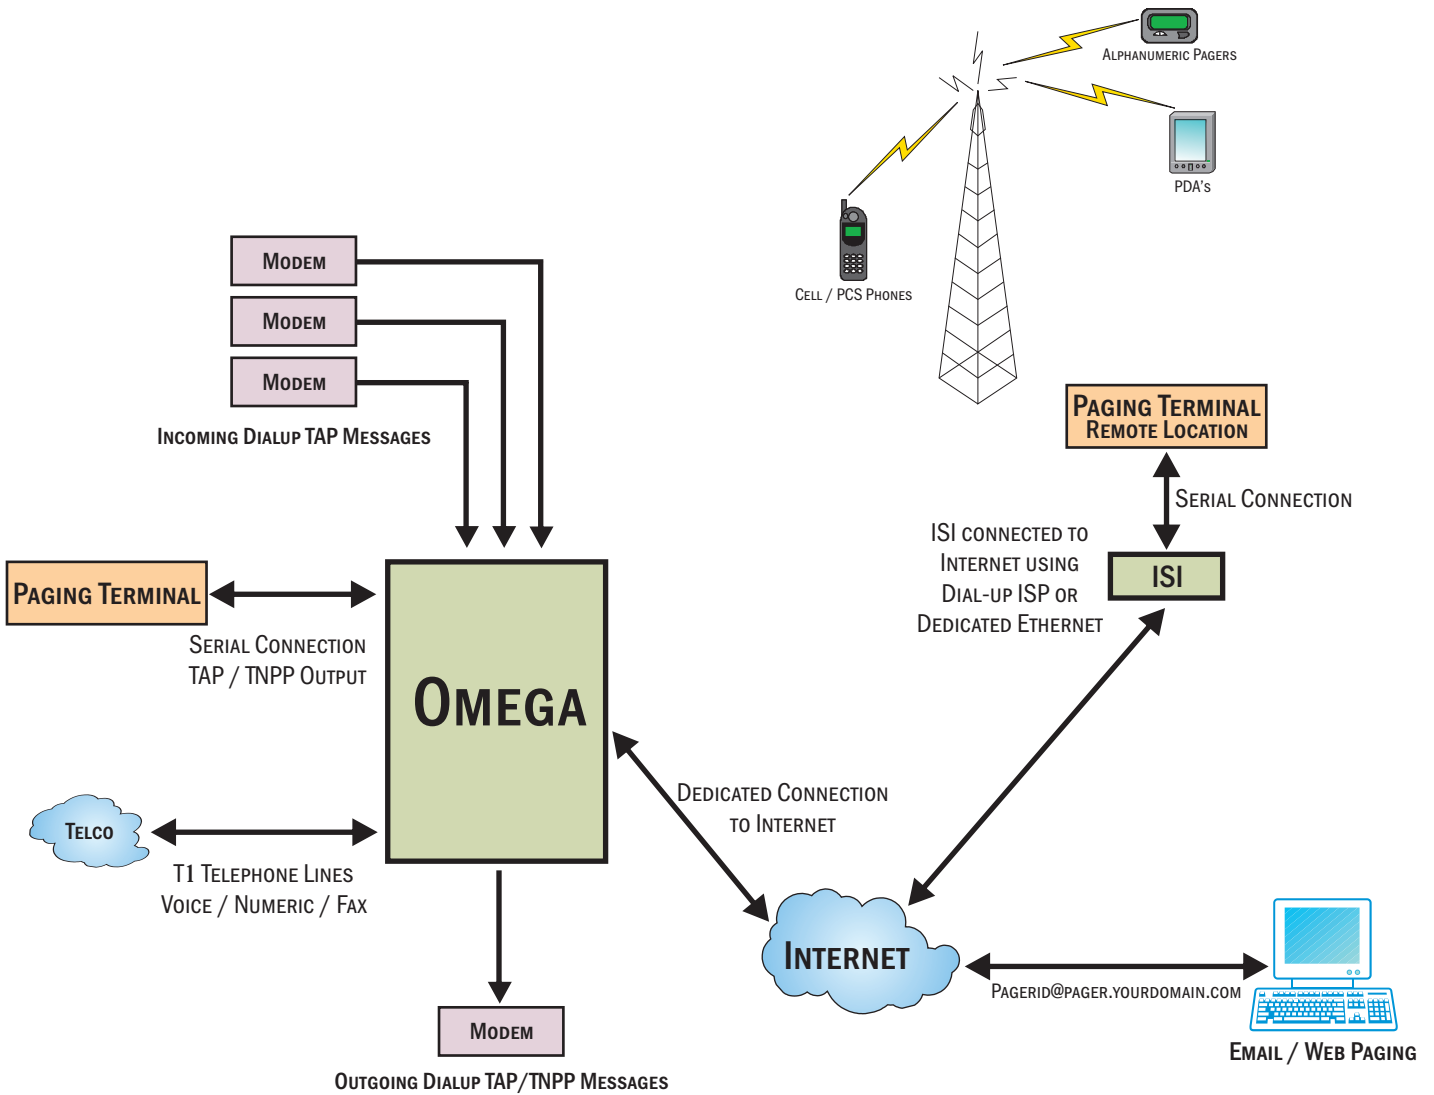 Alphanumeric Pagers
PDA's
Cell / PCS Phones
Modem
Modem
Modem
Incoming Dialup TAP Messages
Paging Terminal
Remote Location
Serial Connection
ISI connected to
Internet using
Dial-up ISP or
Dedicated Ethernet
ISI
Paging Terminal
Serial Connection
TAP / TNPP Output
Omega
Dedicated Connection
to Internet
Telco
T1 Telephone Lines
Voice / Numeric / Fax
Internet
Pagerid@pager.yourdomain.com
Email / Web Paging
Modem
Outgoing Dialup TAP/TNPP Messages